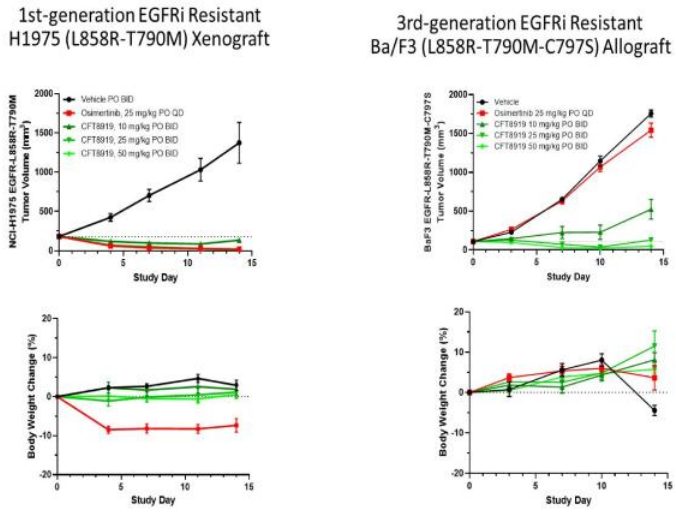 1st-generation EGFRi Resistant
H1975 (L858R-T790M) Xenograft
NCI-H1975 EGFR-L858R-T790M
Tumor Volume (mm³)
2000
1500
1000
500
0
Vehicle PO BID
Osimertinib, 25 mg/kg PO QD
CFT8919, 10 mg/kg PO BID
CFT8919, 25 mg/kg PO BID
CFT8919, 50 mg/kg PO BID
0
5
10
15
Study Day
Body Weight Change (%)
20
10
0
-10
-20
0
5
10
15
Study Day
3rd-generation EGFRi Resistant
Ba/F3 (L858R-T790M-C797S) Allograft
BaF3 EGFR-L858R-T790M-C797S
Tumor Volume (mm³)
2000
1500
1000
500
0
Vehicle
Osimertinib 25 mg/kg PO QD
CFT8919 10 mg/kg PO BID
CFT8919 25 mg/kg PO BID
CFT8919 50 mg/kg PO BID
0
5
10
15
Study Day
Body Weight Change (%)
20
10
0
-10
-20
0
5
10
15
Study Day